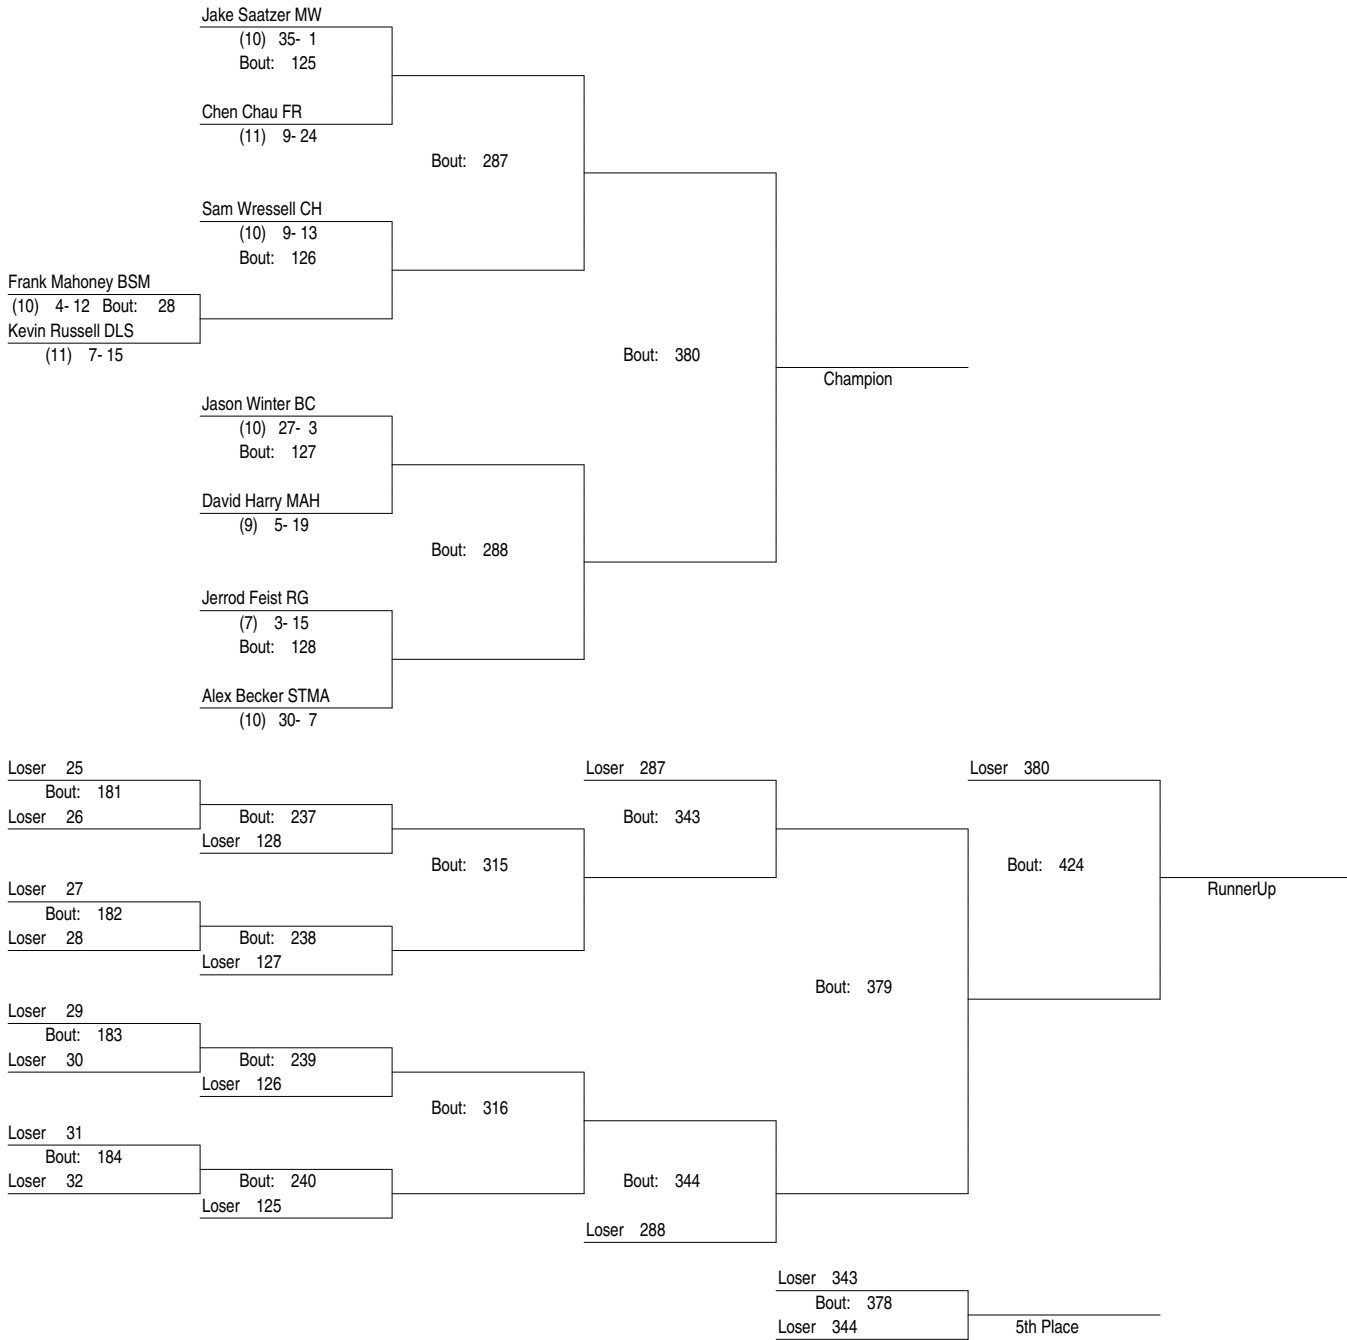 Jake Saatzer MW
(10) 35- 1
Bout: 125
Chen Chau FR
(11) 9- 24
Bout: 287
Sam Wressell CH
(10) 9- 13
Bout: 126
Frank Mahoney BSM
(10) 4- 12 Bout: 28
Kevin Russell DLS
(11) 7- 15
Bout: 380
Champion
Jason Winter BC
(10) 27- 3
Bout: 127
David Harry MAH
(9) 5- 19
Bout: 288
Jerrod Feist RG
(7) 3- 15
Bout: 128
Alex Becker STMA
(10) 30- 7
Loser 25
Bout: 181
Loser 26
Bout: 237
Loser 128
Loser 287
Bout: 343
Loser 380
Bout: 315
Bout: 424
RunnerUp
Loser 27
Bout: 182
Loser 28
Bout: 238
Loser 127
Bout: 379
Loser 29
Bout: 183
Loser 30
Bout: 239
Loser 126
Bout: 316
Loser 31
Bout: 184
Loser 32
Bout: 240
Loser 125
Bout: 344
Loser 288
Loser 343
Bout: 378
Loser 344
5th Place